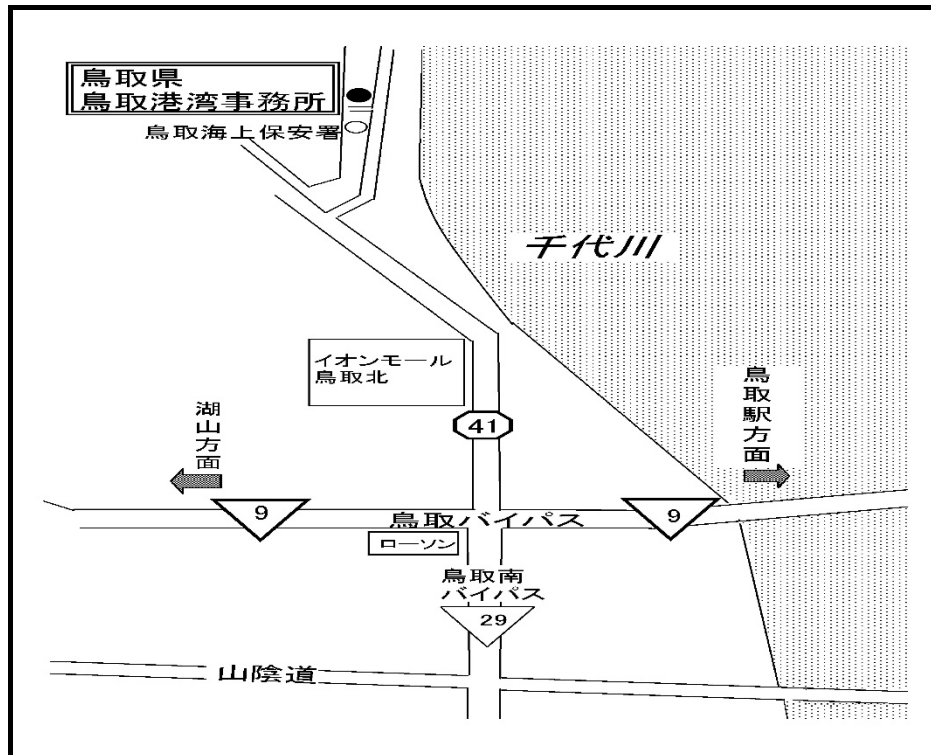 鳥取県
鳥取港湾事務所
鳥取海上保安署
千代川
イオンモール
鳥取北
鳥取駅方面
湖山方面
41
9
9
鳥取バイパス
ローソン
鳥取南
バイパス
29
山陰道